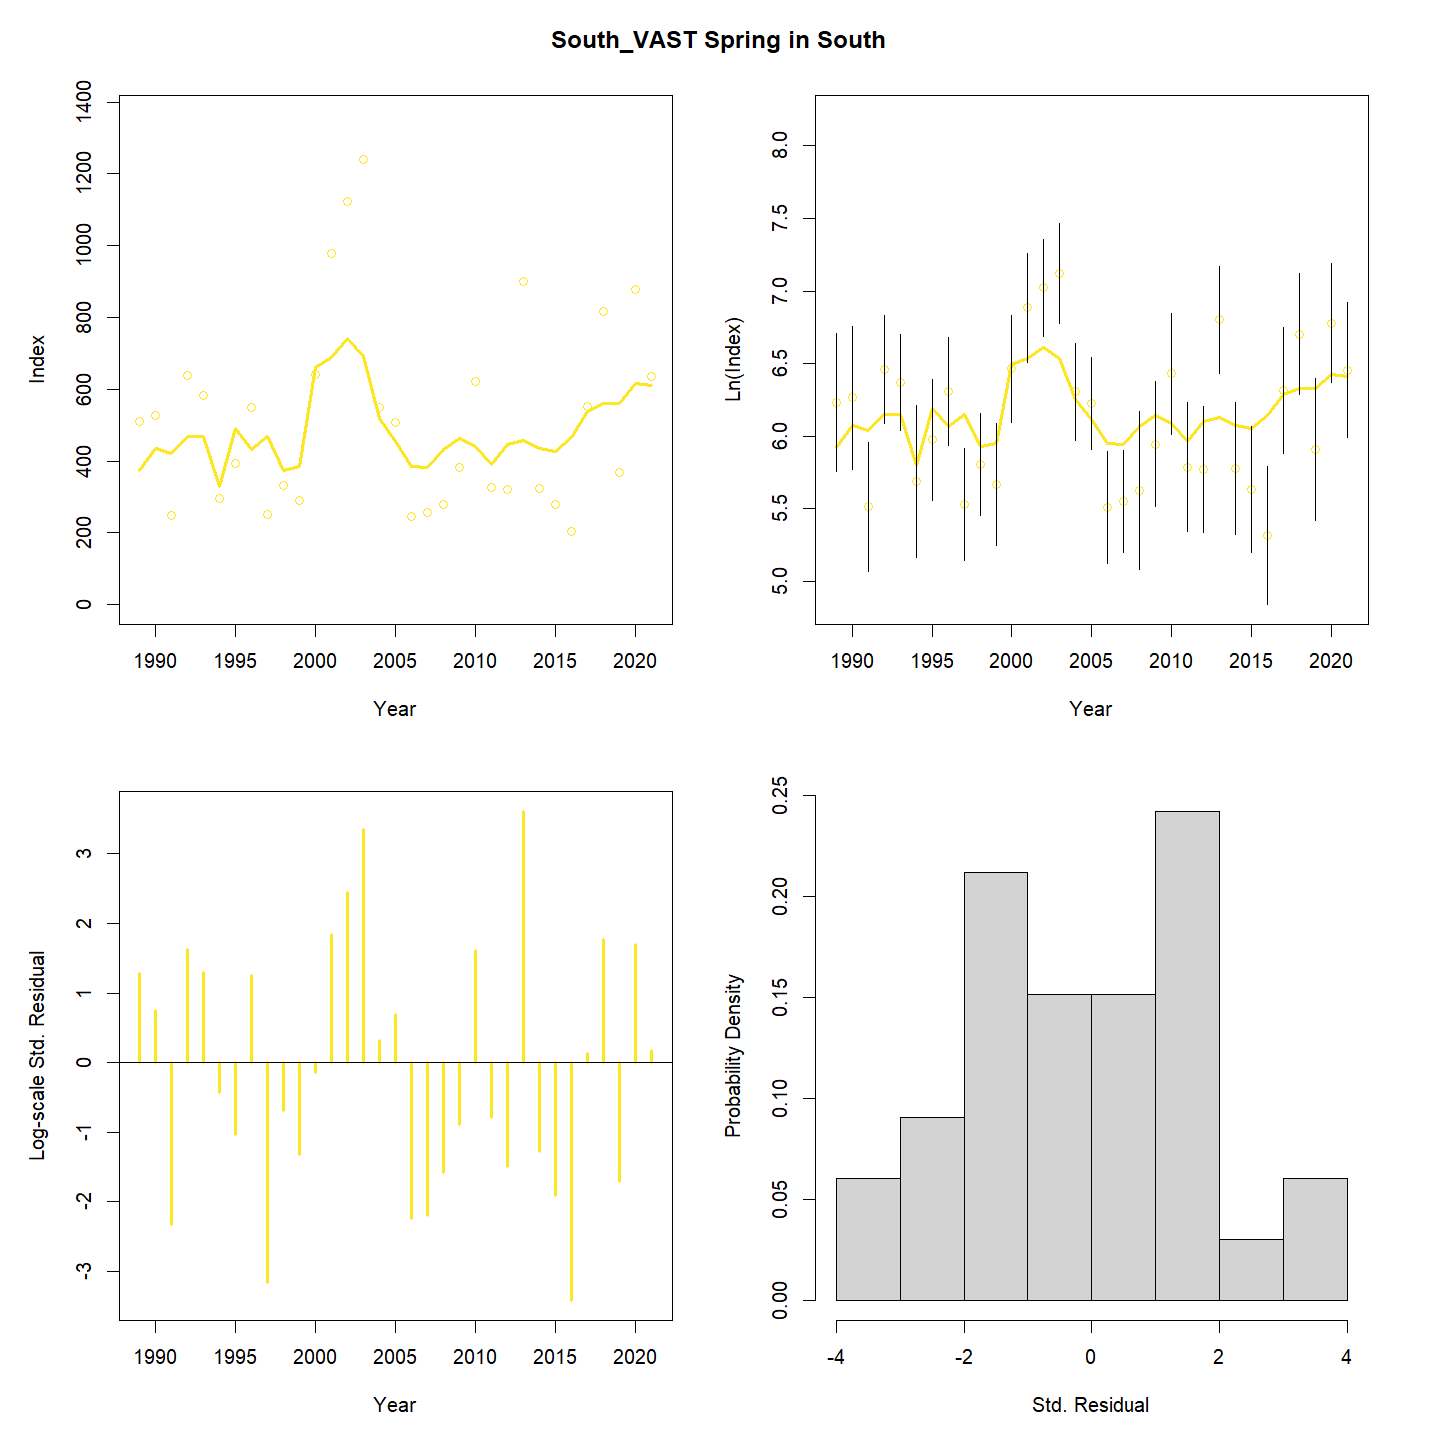 South_VAST Spring in South
Index
0 200 400 600 800 1000 1200 1400
1990 1995 2000 2005 2010 2015 2020
Year
Ln(Index)
5.0 5.5 6.0 6.5 7.0 7.5 8.0
1990 1995 2000 2005 2010 2015 2020
Year
Log-scale Std. Residual
-3 -2 -1 0 1 2 3
1990 1995 2000 2005 2010 2015 2020
Year
Probability Density
0.00 0.05 0.10 0.15 0.20 0.25
-4 -2 0 2 4
Std. Residual